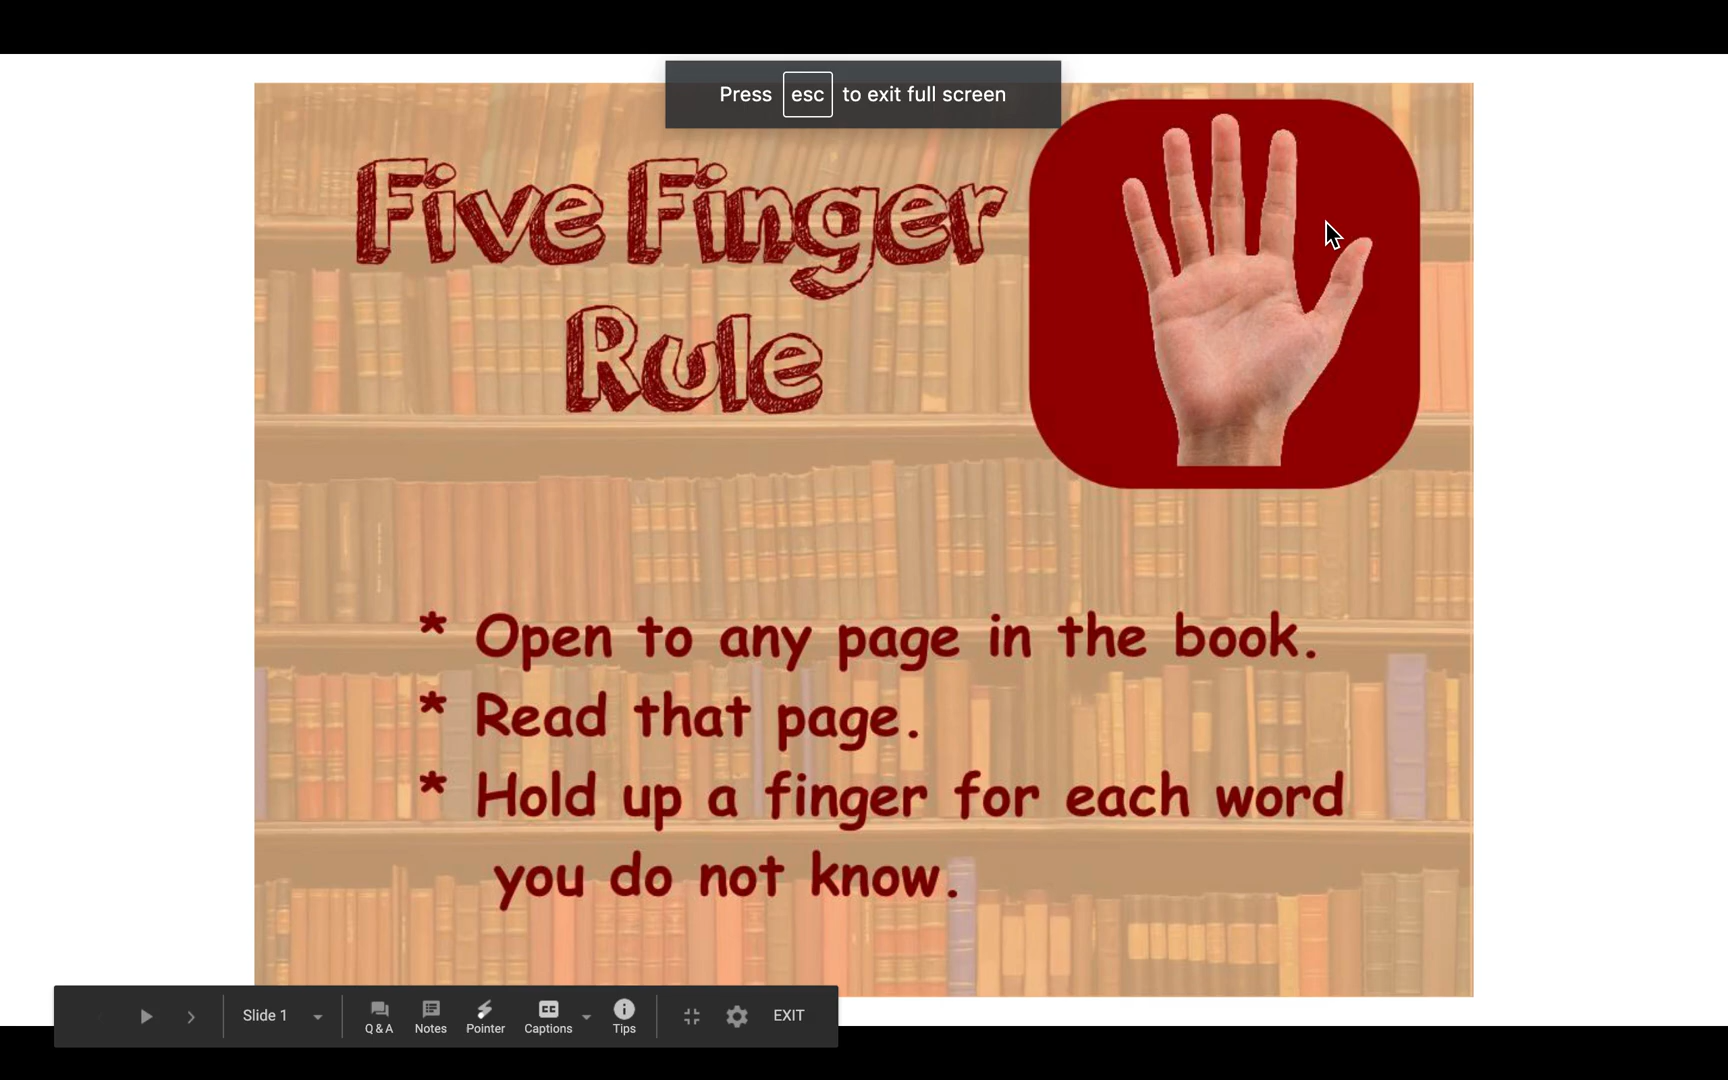 Press esc to exit full screen
Five Finger
Rule
* Open to any page in the book.
* Read that page.
* Hold up a finger for each word
you do not know.
Slide 1
Q & A
Notes
Pointer
Captions
Tips
EXIT